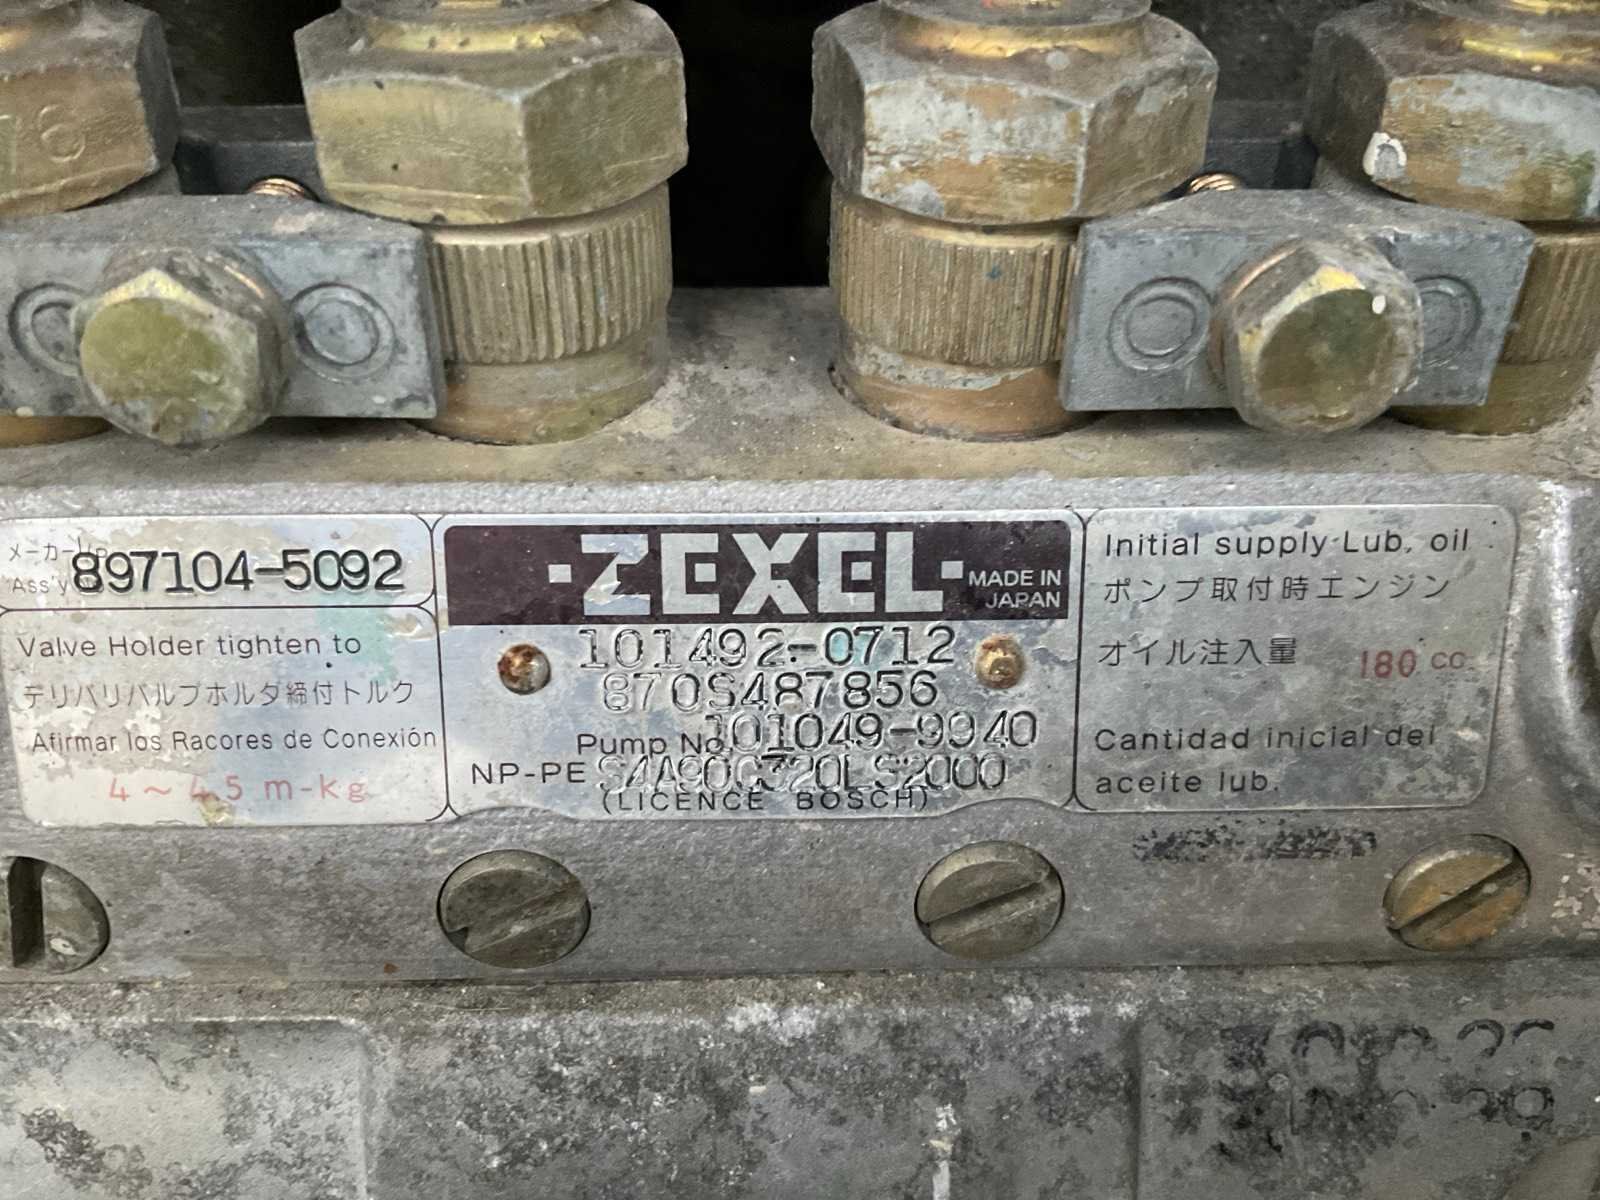 76
メーカー
Ass'y 897104-5092
Valve Holder tighten to
デリバリバルブホルダ締付トルク
Afirmar los Racores de Conexión
4~4.5 m-kg
·ZEXEL·
MADE IN
JAPAN
101492-0712
870S487856
Pump No. 101049-9940
NP-PE S4A90C320LS2000
(LICENCE BOSCH)
Initial supply Lub. oil
ポンプ取付時エンジン
オイル注入量 180 cc.
Cantidad inicial del
aceite lub.